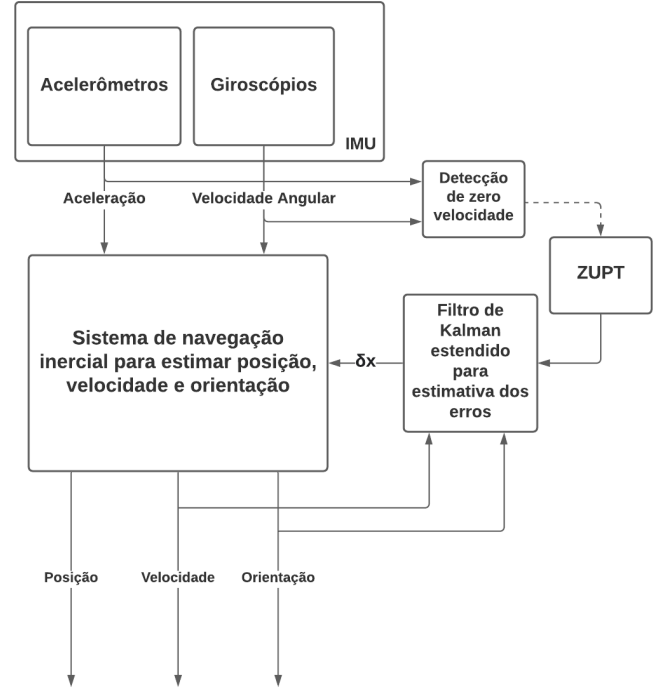 Acelerômetros
Giroscópios
IMU
Aceleração
Velocidade Angular
Detecção
de zero
velocidade
ZUPT
Sistema de navegação
inercial para estimar posição,
velocidade e orientação
δx
Filtro de
Kalman
estendido
para
estimativa dos
erros
Posição
Velocidade
Orientação